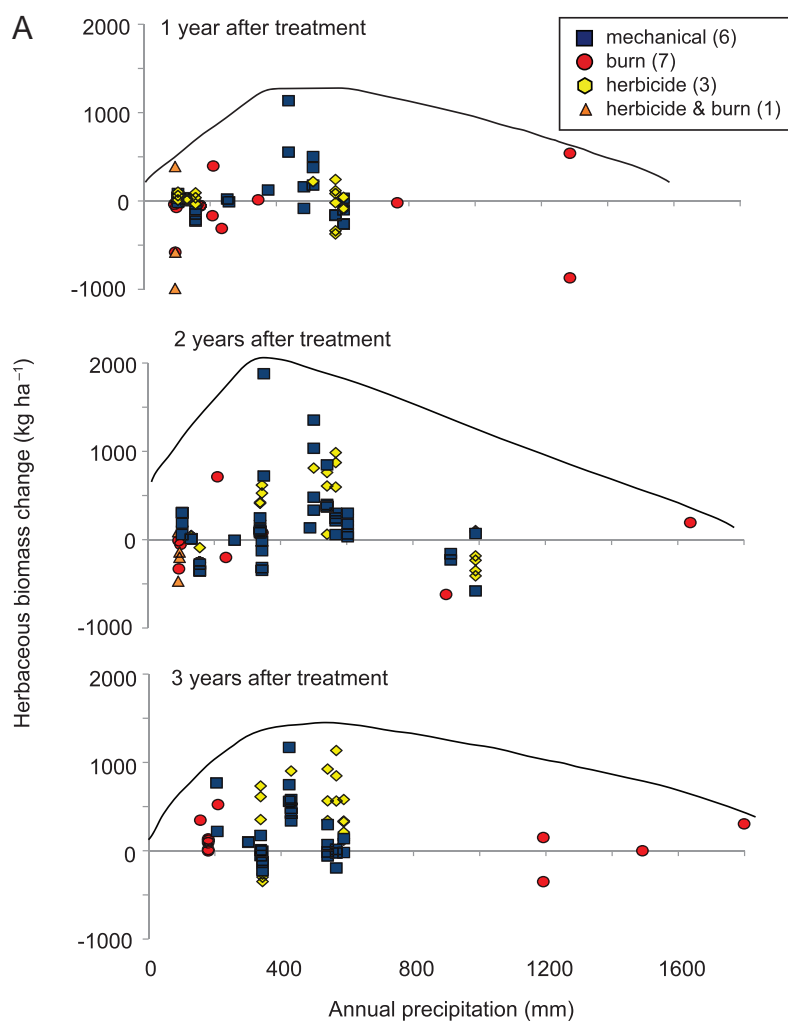 A
1 year after treatment
mechanical (6)
burn (7)
herbicide (3)
herbicide & burn (1)
2000
1000
0
-1000
2 years after treatment
2000
1000
0
-1000
3 years after treatment
2000
1000
0
-1000
Herbaceous biomass change (kg ha⁻¹)
0 400 800 1200 1600
Annual precipitation (mm)